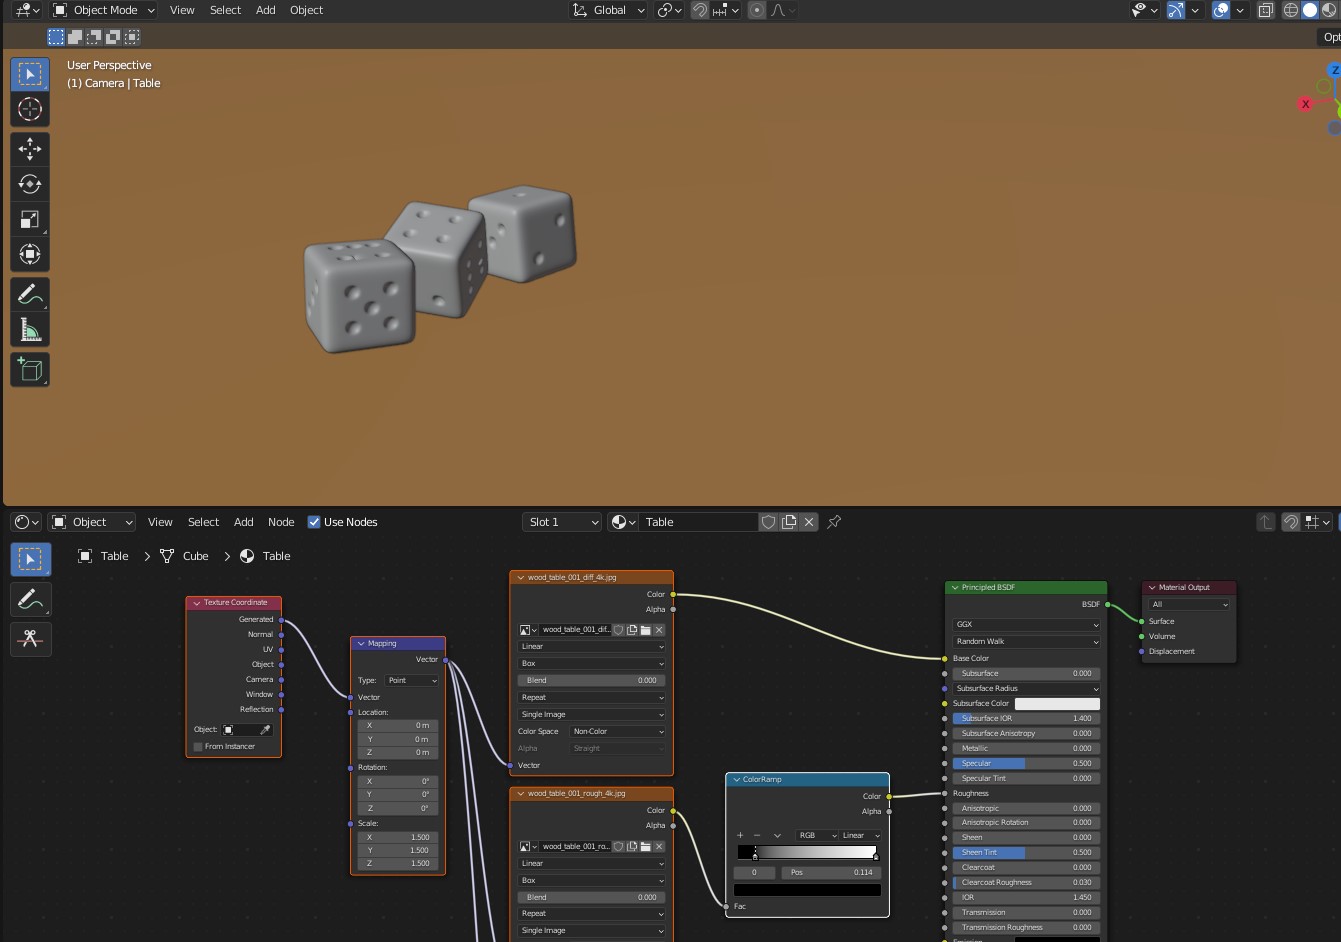 Object Mode View Select Add Object Global
Opt
User Perspective
(1) Camera | Table
Z
X
Object View Select Add Node Use Nodes Slot 1 Table
Table > Cube > Table
Texture Coordinate
Generated
Normal
UV
Object
Camera
Window
Reflection
Object:
From Instancer
Mapping
Vector
Type: Point
Vector
Location:
X 0 m
Y 0 m
Z 0 m
Rotation:
X 0°
Y 0°
Z 0°
Scale:
X 1.500
Y 1.500
Z 1.500
wood_table_001_diff_4k.jpg
Color
Alpha
wood_table_001_dif...
Linear
Box
Blend 0.000
Repeat
Single Image
Color Space Non-Color
Alpha Straight
Vector
wood_table_001_rough_4k.jpg
Color
Alpha
wood_table_001_ro...
Linear
Box
Blend 0.000
Repeat
Single Image
ColorRamp
Color
Alpha
RGB Linear
0 Pos 0.114
Fac
Principled BSDF
BSDF
GGX
Random Walk
Base Color
Subsurface 0.000
Subsurface Radius
Subsurface Color
Subsurface IOR 1.400
Subsurface Anisotropy 0.000
Metallic 0.000
Specular 0.500
Specular Tint 0.000
Roughness
Anisotropic 0.000
Anisotropic Rotation 0.000
Sheen 0.000
Sheen Tint 0.500
Clearcoat 0.000
Clearcoat Roughness 0.030
IOR 1.450
Transmission 0.000
Transmission Roughness 0.000
Material Output
All
Surface
Volume
Displacement